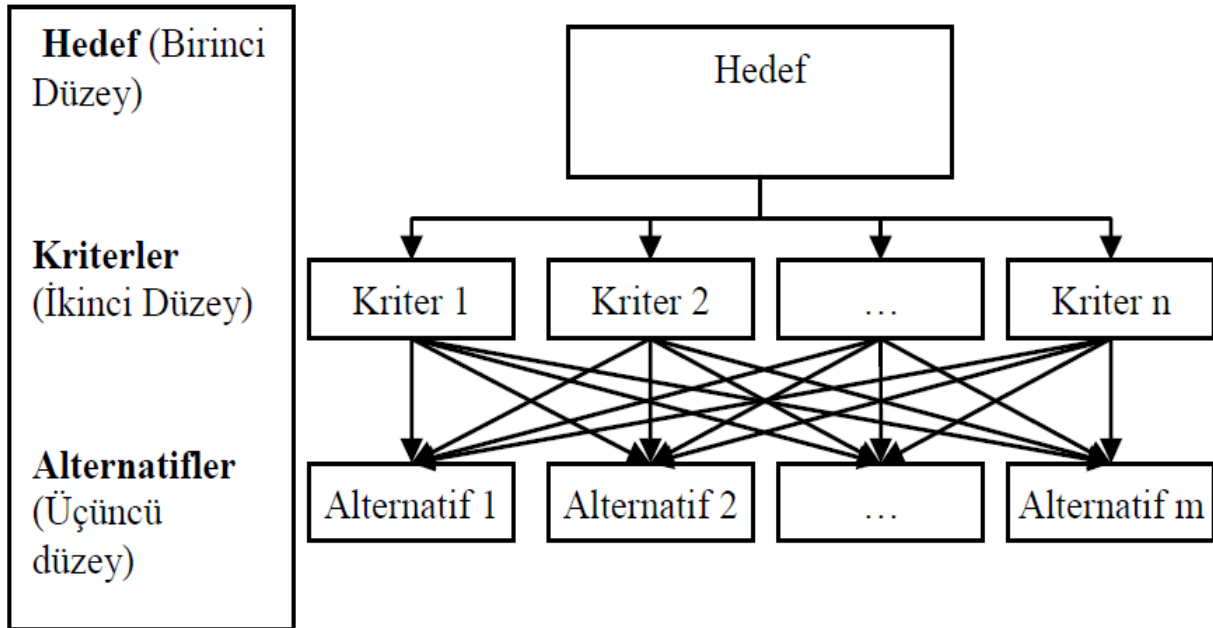 Hedef (Birinci
Düzey)
Hedef
Kriterler
(İkinci Düzey)
Kriter 1
Kriter 2
…
Kriter n
Alternatifler
(Üçüncü
düzey)
Alternatif 1
Alternatif 2
…
Alternatif m